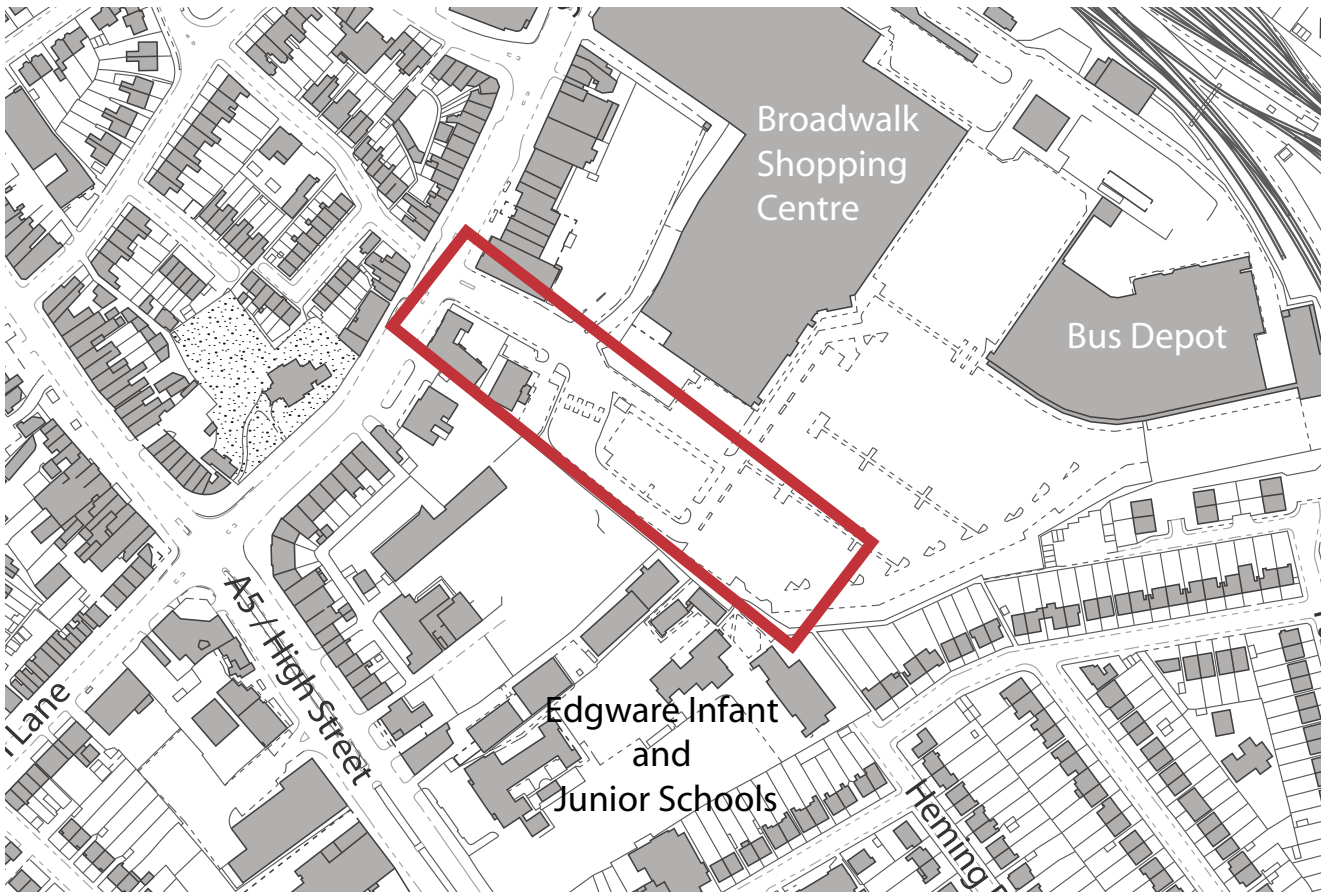 Broadwalk
Shopping
Centre
Bus Depot
A5 / High Street
Lane
Edgware Infant
and
Junior Schools
Heming